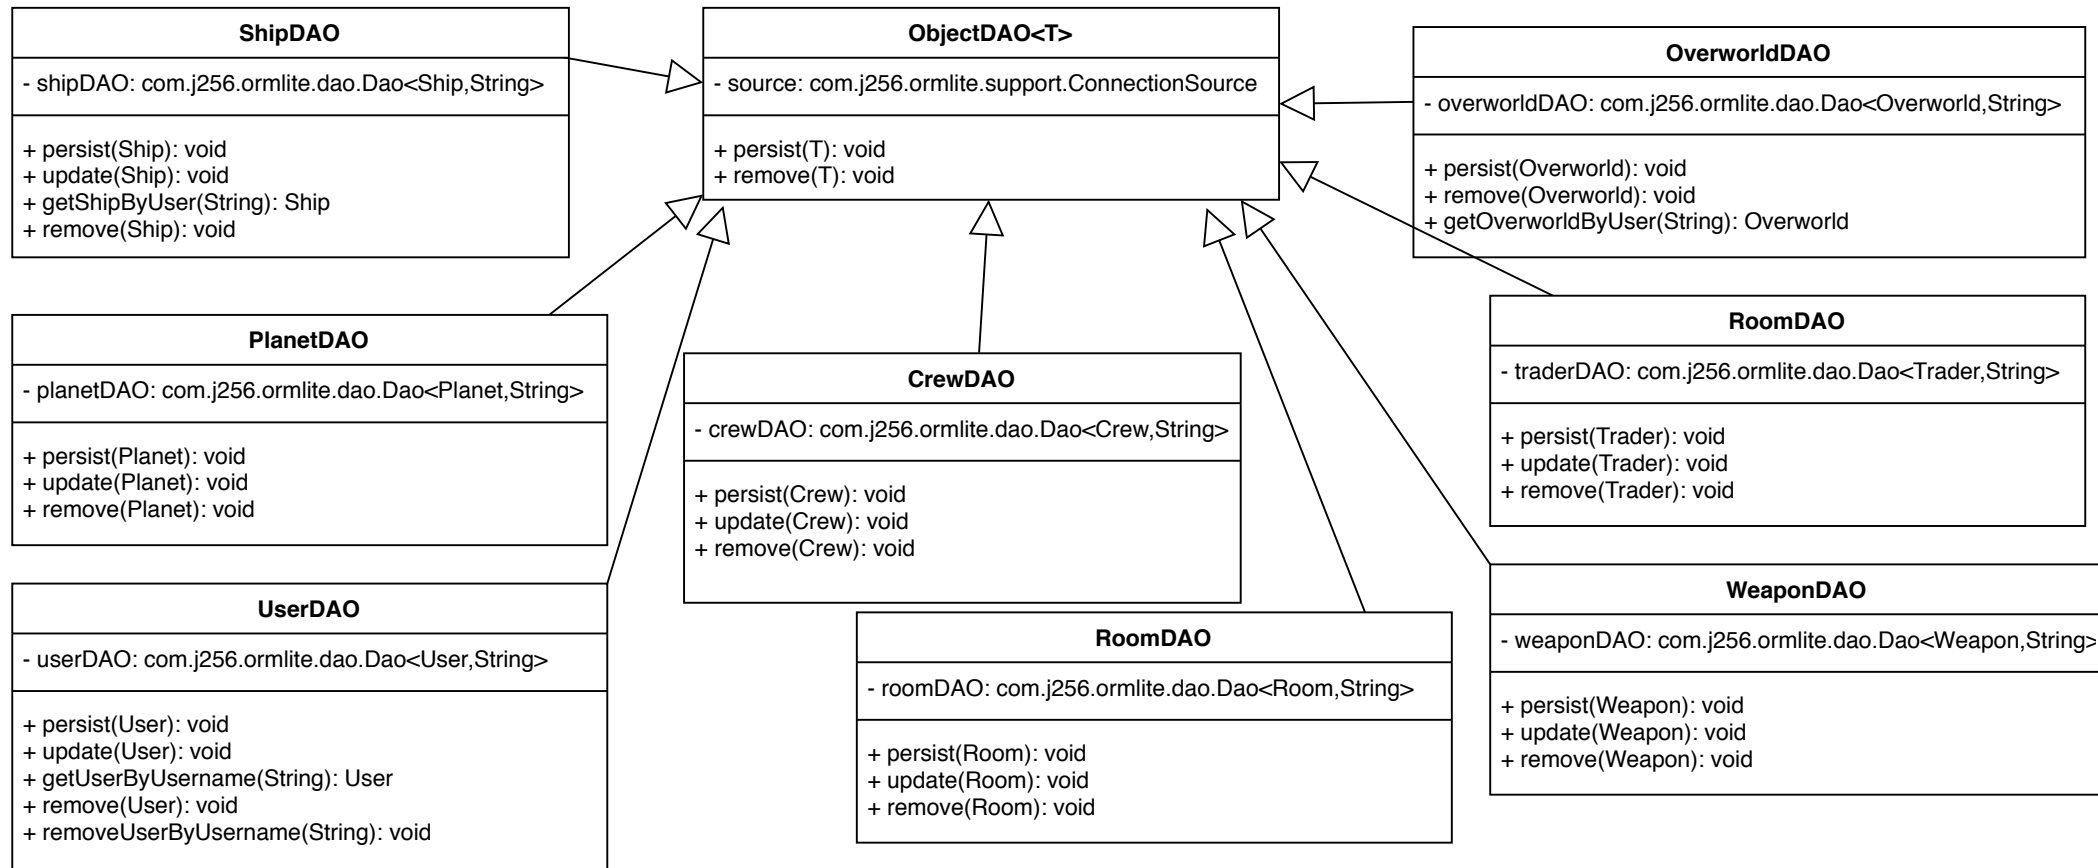 ShipDAO
- shipDAO: com.j256.ormlite.dao.Dao<Ship,String>
+ persist(Ship): void
+ update(Ship): void
+ getShipByUser(String): Ship
+ remove(Ship): void
ObjectDAO<T>
- source: com.j256.ormlite.support.ConnectionSource
+ persist(T): void
+ remove(T): void
OverworldDAO
- overworldDAO: com.j256.ormlite.dao.Dao<Overworld,String>
+ persist(Overworld): void
+ remove(Overworld): void
+ getOverworldByUser(String): Overworld
PlanetDAO
- planetDAO: com.j256.ormlite.dao.Dao<Planet,String>
+ persist(Planet): void
+ update(Planet): void
+ remove(Planet): void
CrewDAO
- crewDAO: com.j256.ormlite.dao.Dao<Crew,String>
+ persist(Crew): void
+ update(Crew): void
+ remove(Crew): void
RoomDAO
- traderDAO: com.j256.ormlite.dao.Dao<Trader,String>
+ persist(Trader): void
+ update(Trader): void
+ remove(Trader): void
UserDAO
- userDAO: com.j256.ormlite.dao.Dao<User,String>
+ persist(User): void
+ update(User): void
+ getUserByUsername(String): User
+ remove(User): void
+ removeUserByUsername(String): void
RoomDAO
- roomDAO: com.j256.ormlite.dao.Dao<Room,String>
+ persist(Room): void
+ update(Room): void
+ remove(Room): void
WeaponDAO
- weaponDAO: com.j256.ormlite.dao.Dao<Weapon,String>
+ persist(Weapon): void
+ update(Weapon): void
+ remove(Weapon): void